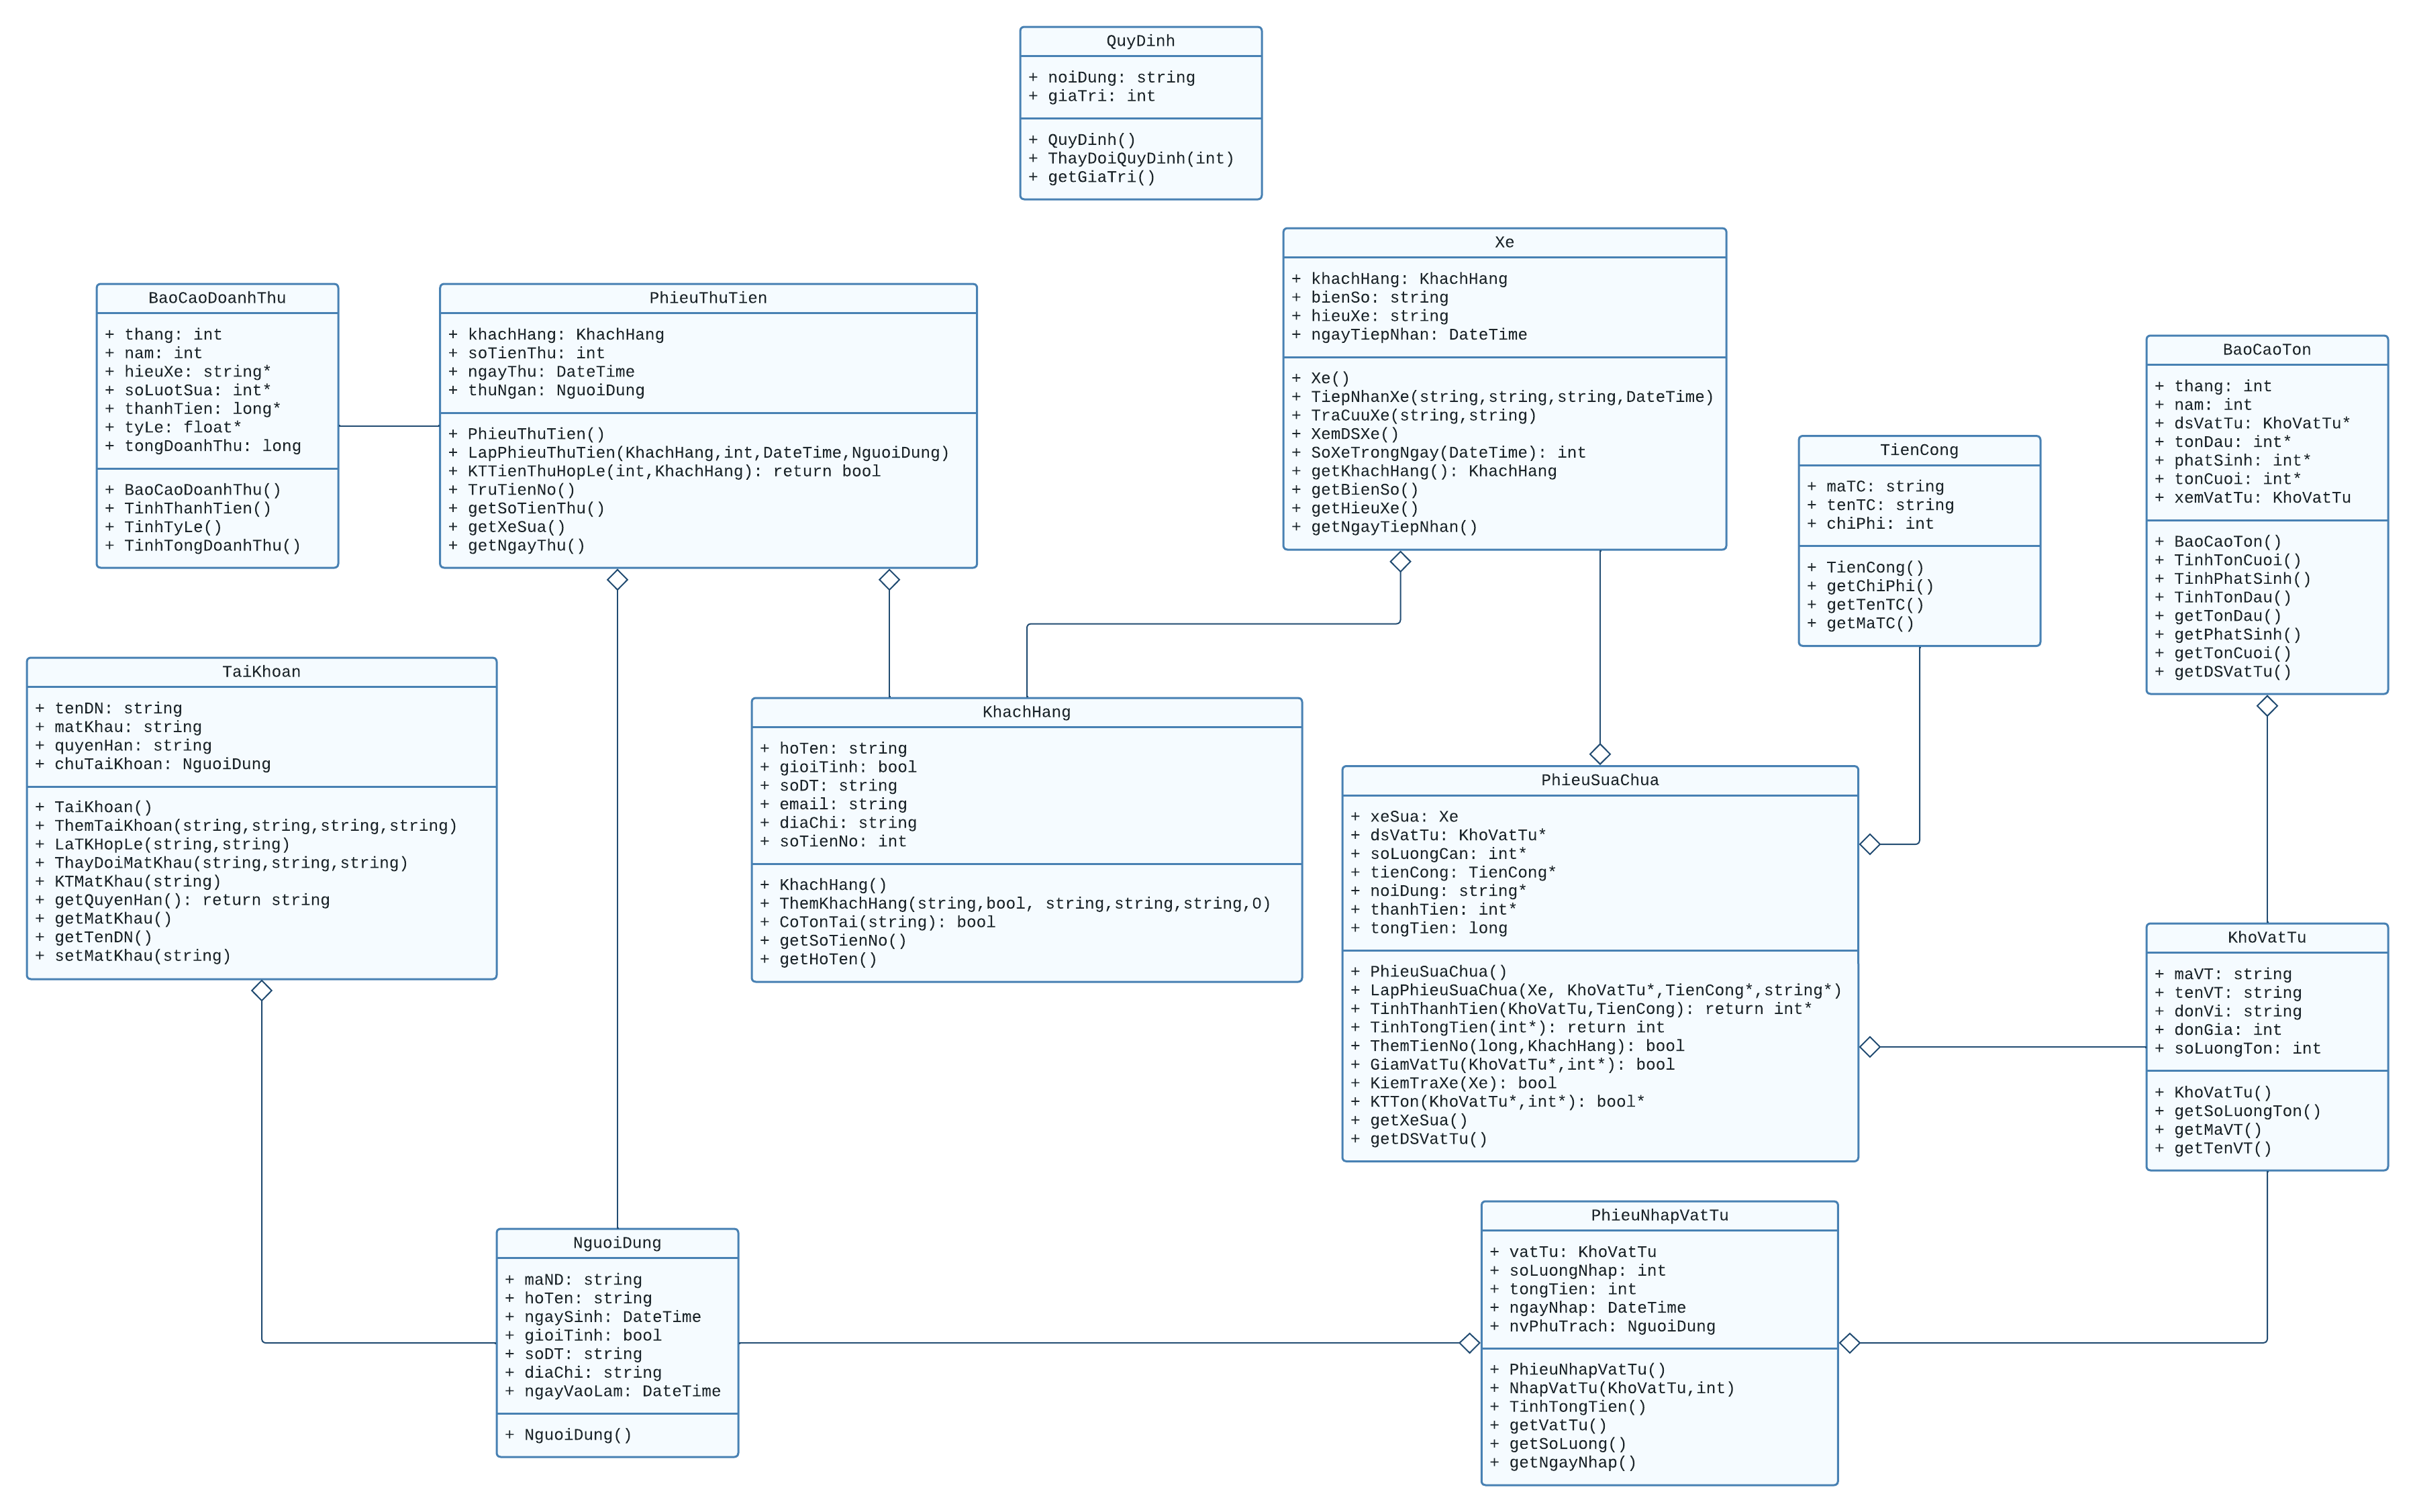 QuyDinh
+ noiDung: string
+ giaTri: int
+ QuyDinh()
+ ThayDoiQuyDinh(int)
+ getGiaTri()
Xe
+ khachHang: KhachHang
+ bienSo: string
+ hieuXe: string
+ ngayTiepNhan: DateTime
+ Xe()
+ TiepNhanXe(string,string,string,DateTime)
+ TraCuuXe(string,string)
+ XemDSXe()
+ SoXeTrongNgay(DateTime): int
+ getKhachHang(): KhachHang
+ getBienSo()
+ getHieuXe()
+ getNgayTiepNhan()
BaoCaoDoanhThu
+ thang: int
+ nam: int
+ hieuXe: string*
+ soLuotSua: int*
+ thanhTien: long*
+ tyLe: float*
+ tongDoanhThu: long
+ BaoCaoDoanhThu()
+ TinhThanhTien()
+ TinhTyLe()
+ TinhTongDoanhThu()
PhieuThuTien
+ khachHang: KhachHang
+ soTienThu: int
+ ngayThu: DateTime
+ thuNgan: NguoiDung
+ PhieuThuTien()
+ LapPhieuThuTien(KhachHang,int,DateTime,NguoiDung)
+ KTTienThuHopLe(int,KhachHang): return bool
+ TruTienNo()
+ getSoTienThu()
+ getXeSua()
+ getNgayThu()
BaoCaoTon
+ thang: int
+ nam: int
+ dsVatTu: KhoVatTu*
+ tonDau: int*
+ phatSinh: int*
+ tonCuoi: int*
+ xemVatTu: KhoVatTu
+ BaoCaoTon()
+ TinhTonCuoi()
+ TinhPhatSinh()
+ TinhTonDau()
+ getTonDau()
+ getPhatSinh()
+ getTonCuoi()
+ getDSVatTu()
TienCong
+ maTC: string
+ tenTC: string
+ chiPhi: int
+ TienCong()
+ getChiPhi()
+ getTenTC()
+ getMaTC()
TaiKhoan
+ tenDN: string
+ matKhau: string
+ quyenHan: string
+ chuTaiKhoan: NguoiDung
+ TaiKhoan()
+ ThemTaiKhoan(string,string,string,string)
+ LaTKHopLe(string,string)
+ ThayDoiMatKhau(string,string,string)
+ KTMatKhau(string)
+ getQuyenHan(): return string
+ getMatKhau()
+ getTenDN()
+ setMatKhau(string)
KhachHang
+ hoTen: string
+ gioiTinh: bool
+ soDT: string
+ email: string
+ diaChi: string
+ soTienNo: int
+ KhachHang()
+ ThemKhachHang(string,bool, string,string,string,0)
+ CoTonTai(string): bool
+ getSoTienNo()
+ getHoTen()
PhieuSuaChua
+ xeSua: Xe
+ dsVatTu: KhoVatTu*
+ soLuongCan: int*
+ tienCong: TienCong*
+ noiDung: string*
+ thanhTien: int*
+ tongTien: long
+ PhieuSuaChua()
+ LapPhieuSuaChua(Xe, KhoVatTu*,TienCong*,string*)
+ TinhThanhTien(KhoVatTu,TienCong): return int*
+ TinhTongTien(int*): return int
+ ThemTienNo(long,KhachHang): bool
+ GiamVatTu(KhoVatTu*,int*): bool
+ KiemTraXe(Xe): bool
+ KTTon(KhoVatTu*,int*): bool*
+ getXeSua()
+ getDSVatTu()
KhoVatTu
+ maVT: string
+ tenVT: string
+ donVi: string
+ donGia: int
+ soLuongTon: int
+ KhoVatTu()
+ getSoLuongTon()
+ getMaVT()
+ getTenVT()
NguoiDung
+ maND: string
+ hoTen: string
+ ngaySinh: DateTime
+ gioiTinh: bool
+ soDT: string
+ diaChi: string
+ ngayVaoLam: DateTime
+ NguoiDung()
PhieuNhapVatTu
+ vatTu: KhoVatTu
+ soLuongNhap: int
+ tongTien: int
+ ngayNhap: DateTime
+ nvPhuTrach: NguoiDung
+ PhieuNhapVatTu()
+ NhapVatTu(KhoVatTu,int)
+ TinhTongTien()
+ getVatTu()
+ getSoLuong()
+ getNgayNhap()